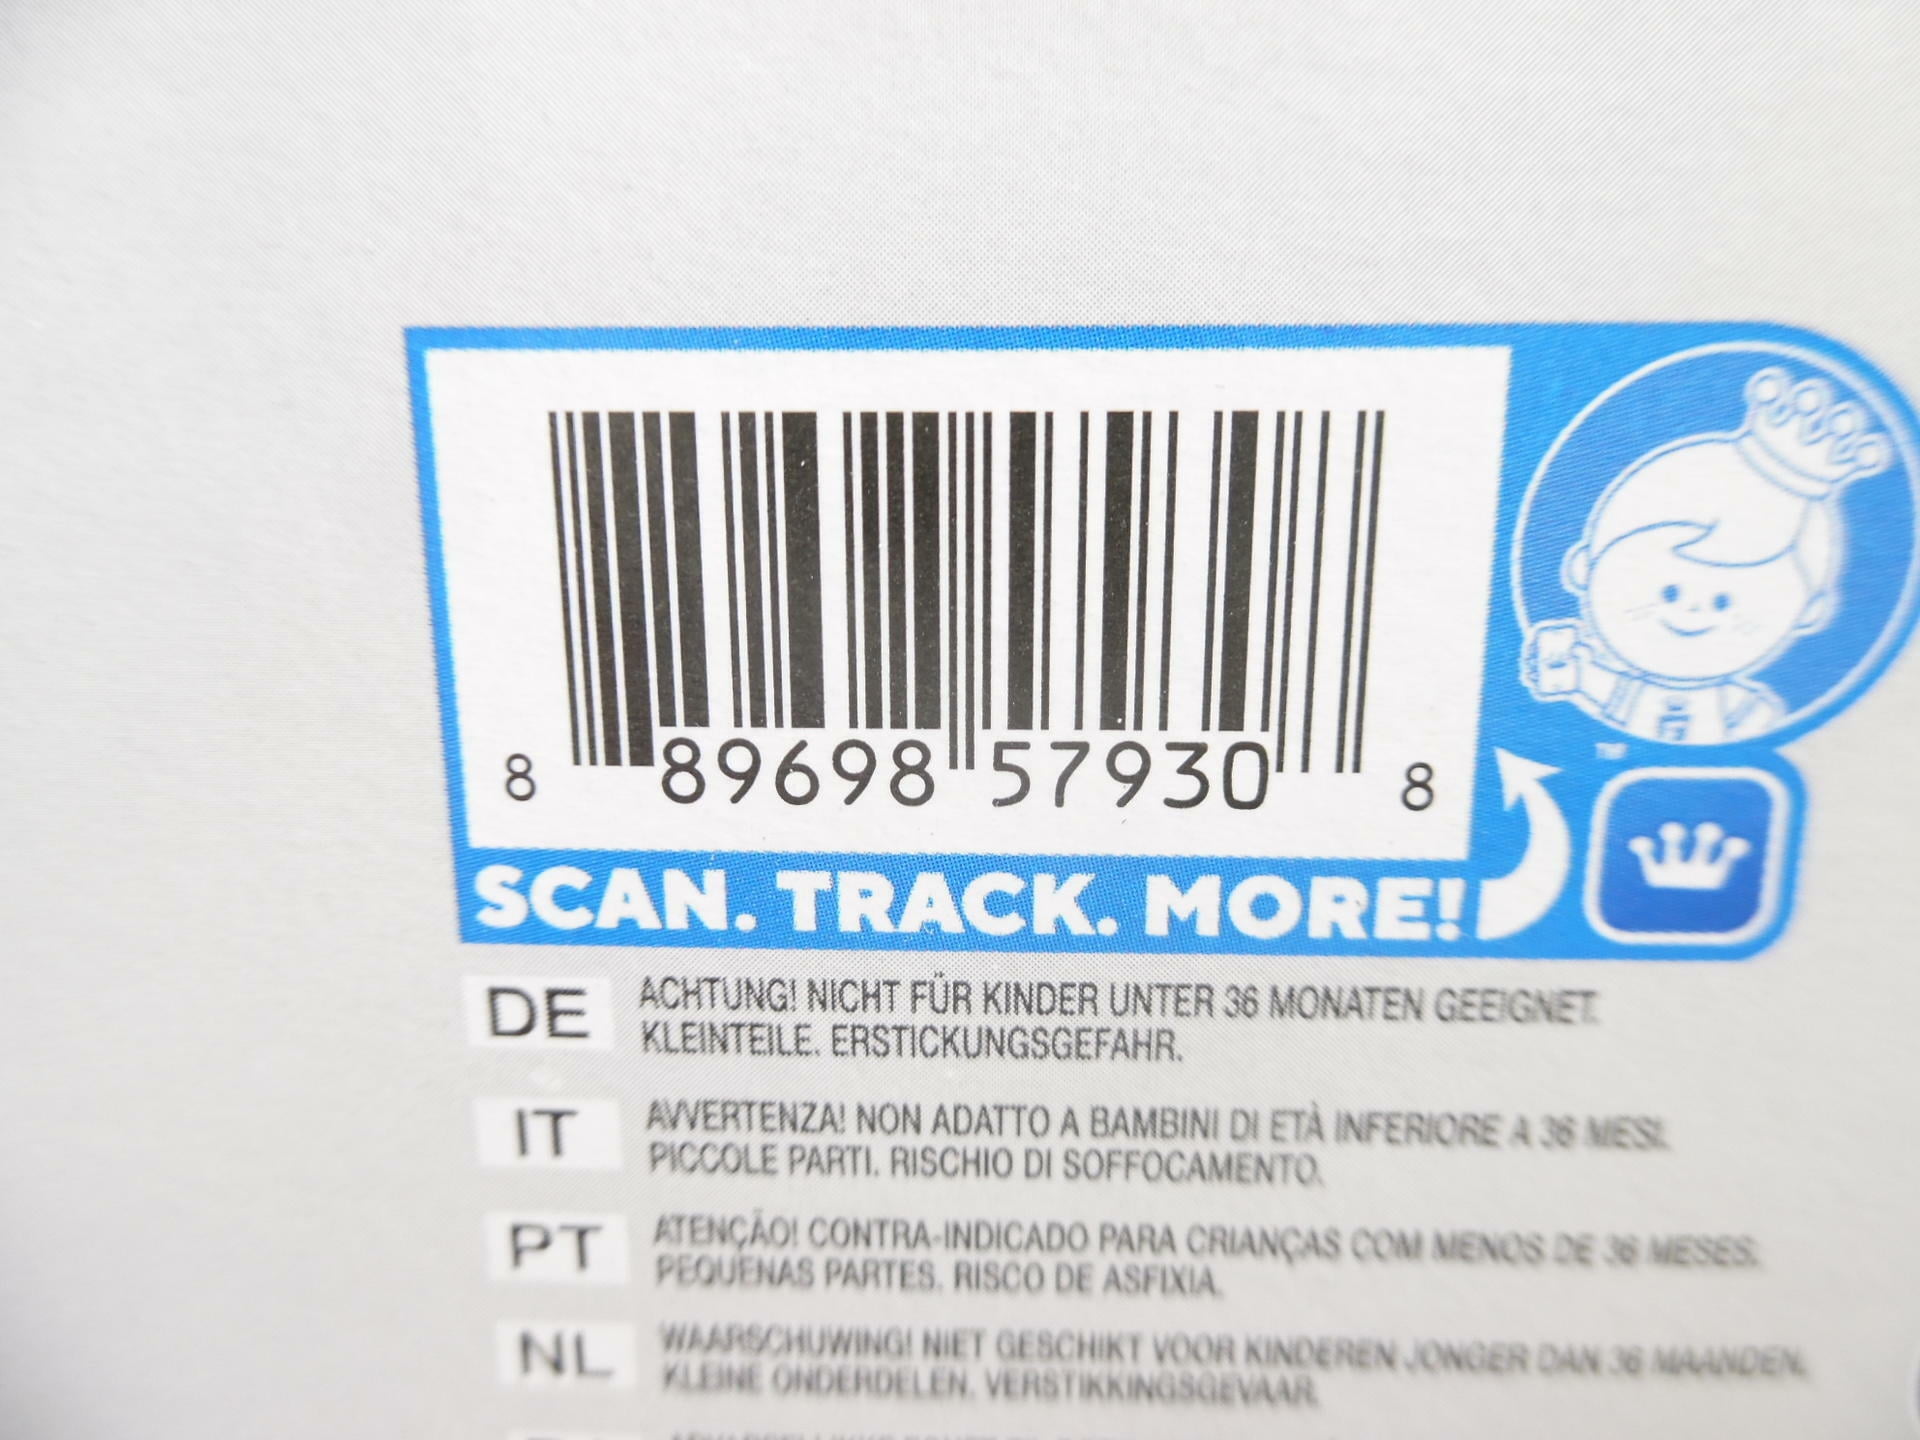 8 89698 57930 8
TM
SCAN. TRACK. MORE!
DE ACHTUNG! NICHT FÜR KINDER UNTER 36 MONATEN GEEIGNET.
KLEINTEILE. ERSTICKUNGSGEFAHR.
IT AVVERTENZA! NON ADATTO A BAMBINI DI ETÀ INFERIORE A 36 MESI.
PICCOLE PARTI. RISCHIO DI SOFFOCAMENTO.
PT ATENÇÃO! CONTRA-INDICADO PARA CRIANÇAS COM MENOS DE 36 MESES.
PEQUENAS PARTES. RISCO DE ASFIXIA.
NL WAARSCHUWING! NIET GESCHIKT VOOR KINDEREN JONGER DAN 36 MAANDEN.
KLEINE ONDERDELEN. VERSTIKKINGSGEVAAR.